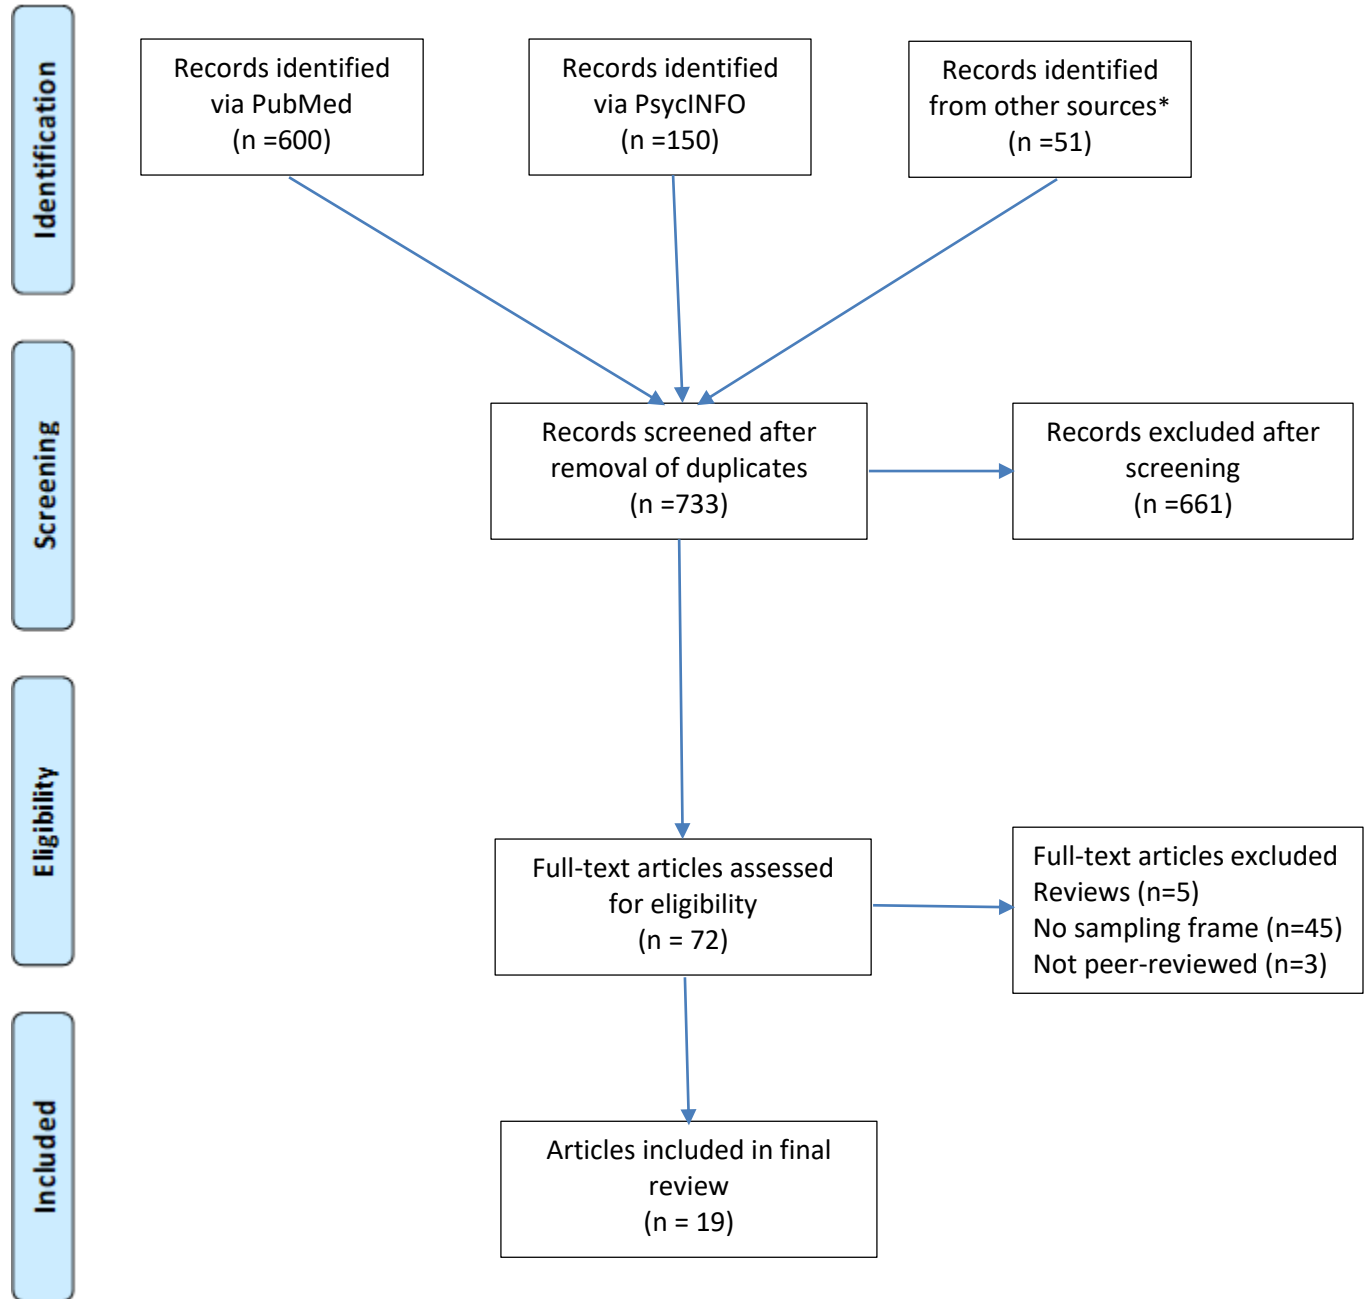 Identification
Records identified
via PubMed
(n =600)
Records identified
via PsycINFO
(n =150)
Records identified
from other sources*
(n =51)
Screening
Records screened after
removal of duplicates
(n =733)
Records excluded after
screening
(n =661)
Eligibility
Full-text articles assessed
for eligibility
(n = 72)
Full-text articles excluded
Reviews (n=5)
No sampling frame (n=45)
Not peer-reviewed (n=3)
Included
Articles included in final
review
(n = 19)